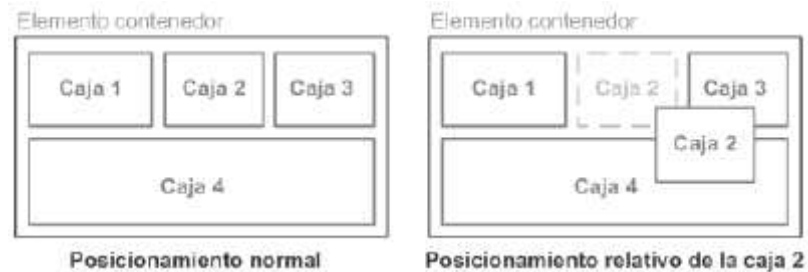 Elemento contenedor
Caja 1
Caja 2
Caja 3
Caja 4
Posicionamiento normal
Elemento contenedor
Caja 1
Caja 2
Caja 3
Caja 2
Caja 4
Posicionamiento relativo de la caja 2